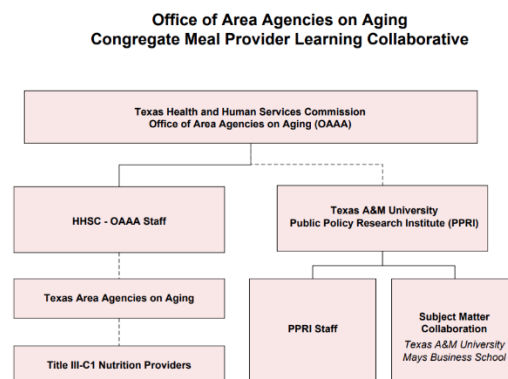 Office of Area Agencies on Aging
Congregate Meal Provider Learning Collaborative
Texas Health and Human Services Commission
Office of Area Agencies on Aging (OAAA)
HHSC - OAAA Staff
Texas A&M University
Public Policy Research Institute (PPRI)
Texas Area Agencies on Aging
PPRI Staff
Subject Matter
Collaboration
Texas A&M University
Mays Business School
Title III-C1 Nutrition Providers